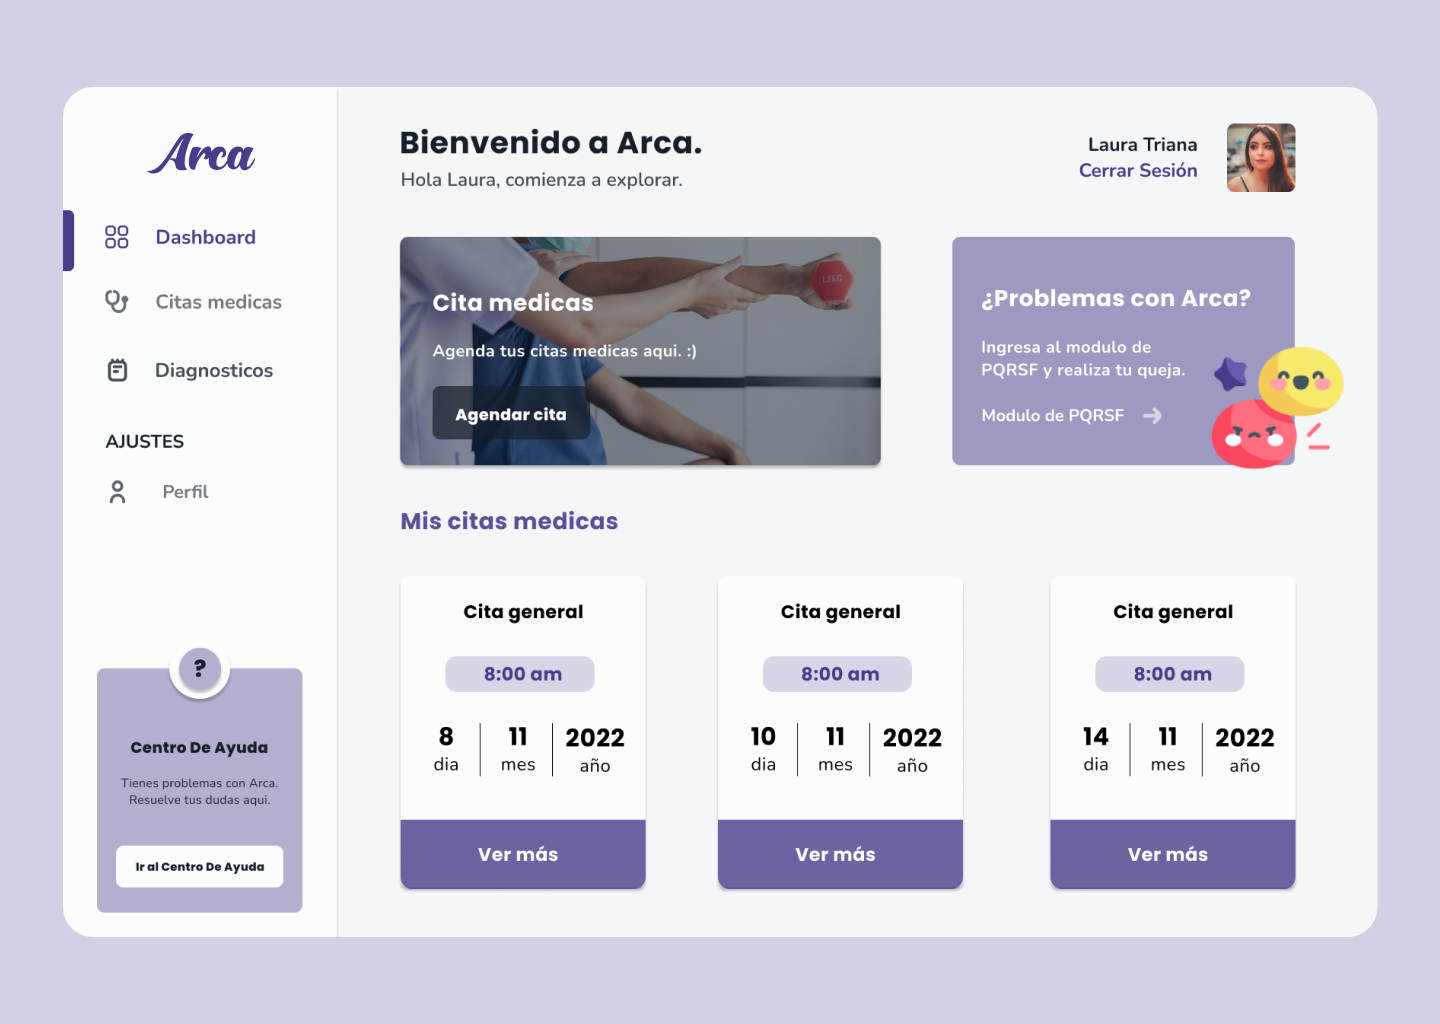 Arca
Dashboard
Citas medicas
Diagnosticos
AJUSTES
Perfil
?
Centro De Ayuda
Tienes problemas con Arca.
Resuelve tus dudas aqui.
Ir al Centro De Ayuda
Bienvenido a Arca.
Hola Laura, comienza a explorar.
Laura Triana
Cerrar Sesión
Cita medicas
Agenda tus citas medicas aqui. :)
Agendar cita
¿Problemas con Arca?
Ingresa al modulo de
PQRSF y realiza tu queja.
Modulo de PQRSF
Mis citas medicas
Cita general
8:00 am
8 11 2022
dia mes año
Ver más
Cita general
8:00 am
10 11 2022
dia mes año
Ver más
Cita general
8:00 am
14 11 2022
dia mes año
Ver más